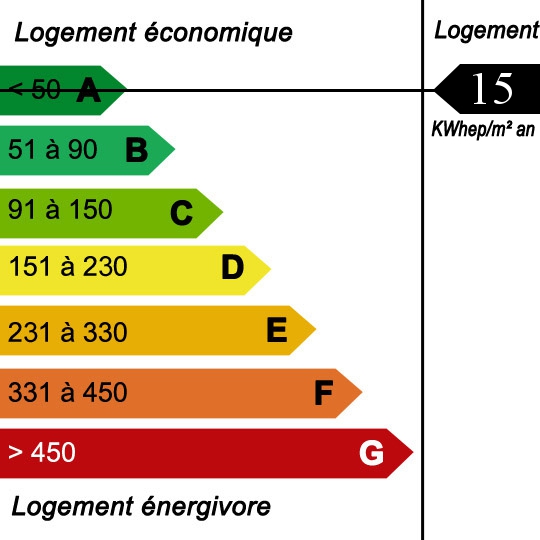 Logement économique
< 50 A
51 à 90 B
91 à 150 C
151 à 230 D
231 à 330 E
331 à 450 F
> 450 G
Logement énergivore
Logement
15
KWhep/m² an